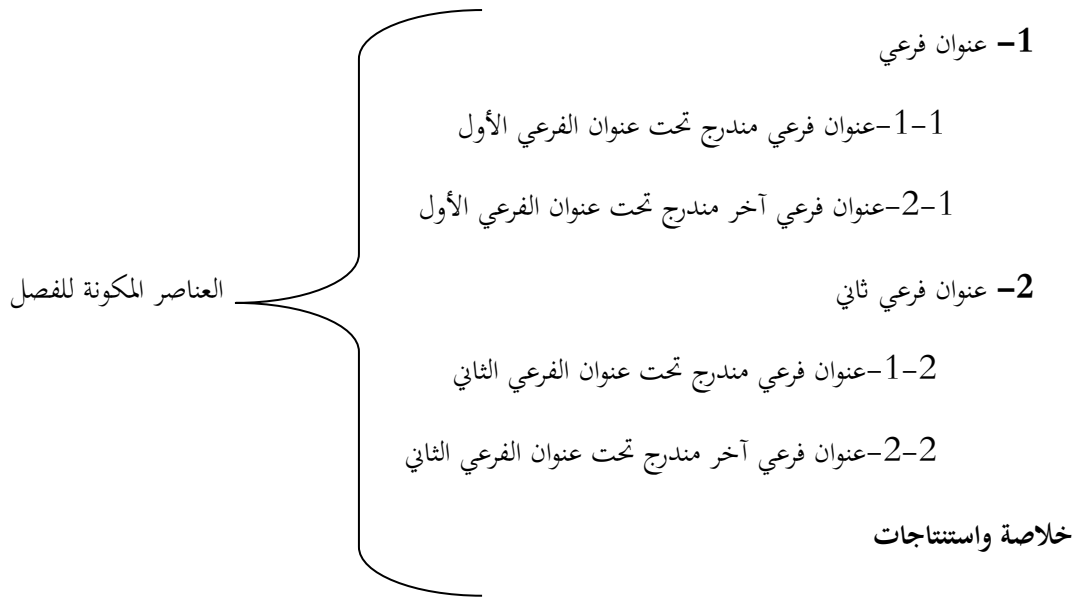 1- عنوان فرعي
1-1-عنوان فرعي مندرج تحت عنوان الفرعي الأول
1-2-عنوان فرعي آخر مندرج تحت عنوان الفرعي الأول
2- عنوان فرعي ثاني
العناصر المكونة للفصل
2-1-عنوان فرعي مندرج تحت عنوان الفرعي الثاني
2-2-عنوان فرعي آخر مندرج تحت عنوان الفرعي الثاني
خلاصة واستنتاجات